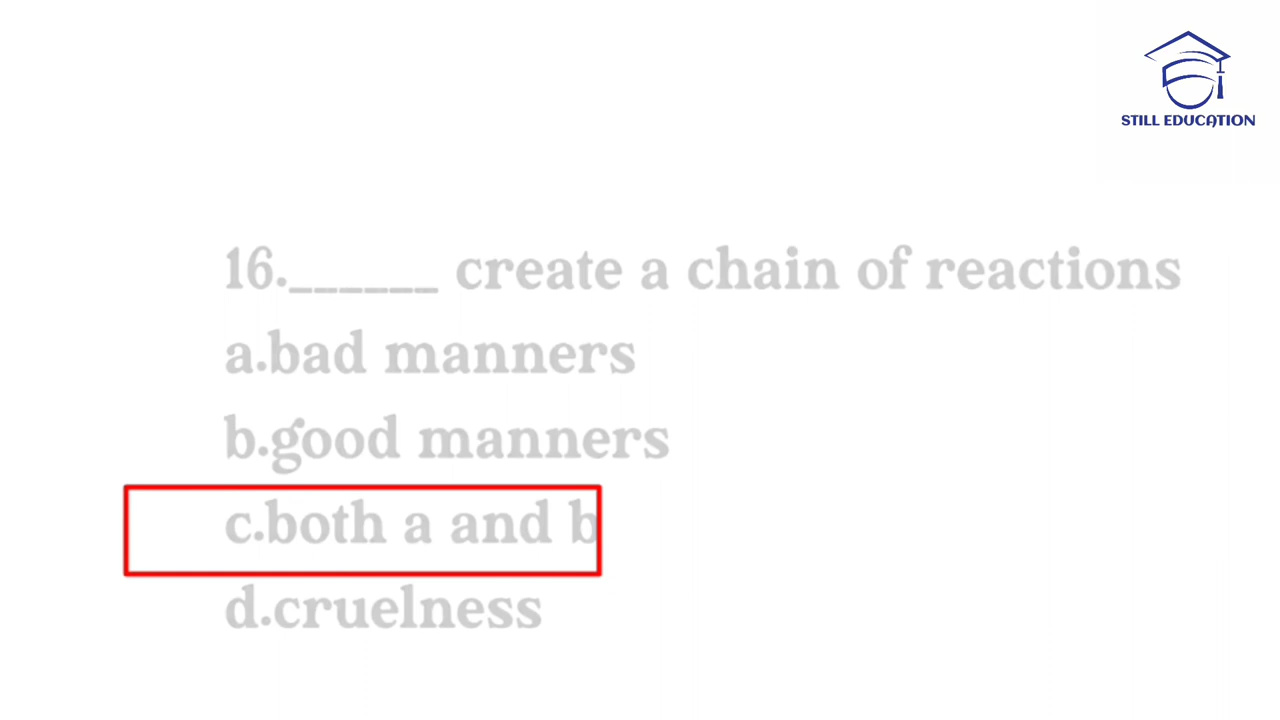 STILL EDUCATION
16.______ create a chain of reactions
a.bad manners
b.good manners
c.both a and b
d.cruelness